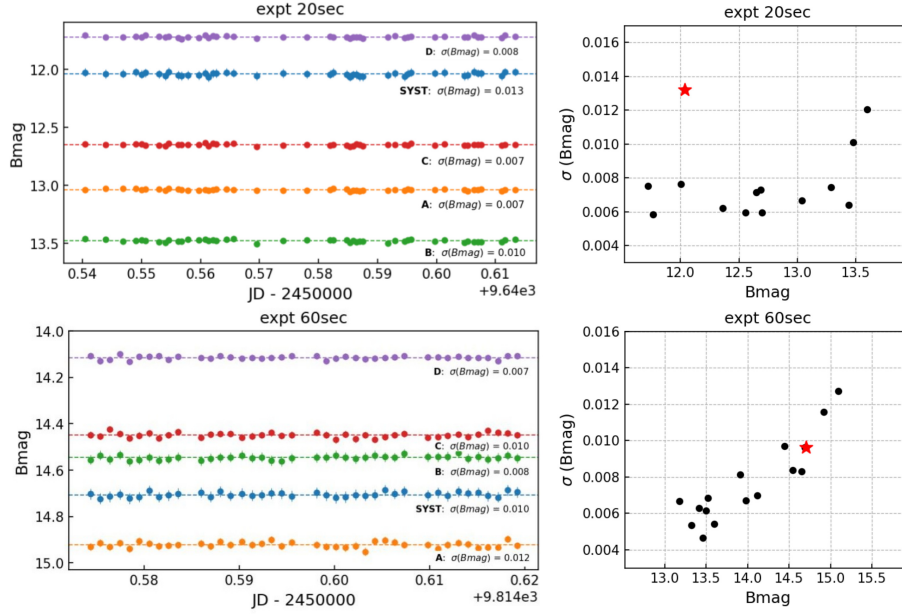 expt 20sec
Bmag
12.0
12.5
13.0
13.5
D: σ(Bmag) = 0.008
SYST: σ(Bmag) = 0.013
C: σ(Bmag) = 0.007
A: σ(Bmag) = 0.007
B: σ(Bmag) = 0.010
0.54 0.55 0.56 0.57 0.58 0.59 0.60 0.61
JD - 2450000
+9.64e3
expt 20sec
σ (Bmag)
0.016
0.014
0.012
0.010
0.008
0.006
0.004
12.0 12.5 13.0 13.5
Bmag
expt 60sec
Bmag
14.0
14.2
14.4
14.6
14.8
15.0
D: σ(Bmag) = 0.007
C: σ(Bmag) = 0.010
B: σ(Bmag) = 0.008
SYST: σ(Bmag) = 0.010
A: σ(Bmag) = 0.012
0.58 0.59 0.60 0.61 0.62
JD - 2450000
+9.814e3
expt 60sec
σ (Bmag)
0.016
0.014
0.012
0.010
0.008
0.006
0.004
13.0 13.5 14.0 14.5 15.0 15.5
Bmag